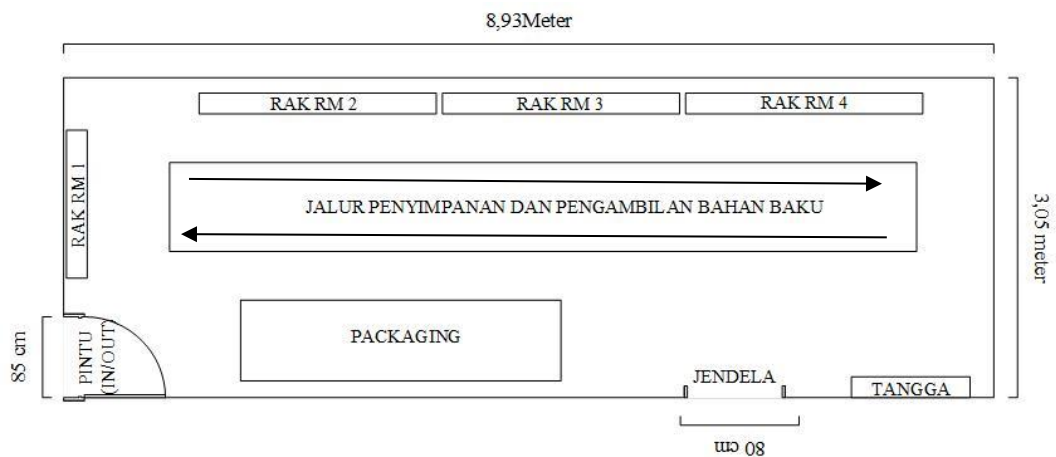 8,93Meter
RAK RM 2
RAK RM 3
RAK RM 4
RAK RM 1
JALUR PENYIMPANAN DAN PENGAMBILAN BAHAN BAKU
3,05 meter
85 cm
PINTU
(IN/OUT)
PACKAGING
JENDELA
TANGGA
80 cm